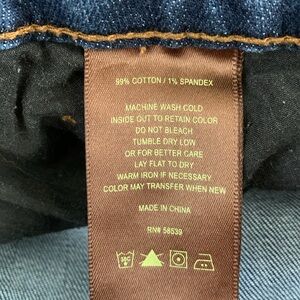 99% COTTON / 1% SPANDEX
MACHINE WASH COLD
INSIDE OUT TO RETAIN COLOR
DO NOT BLEACH
TUMBLE DRY LOW
OR FOR BETTER CARE
LAY FLAT TO DRY
WARM IRON IF NECESSARY
COLOR MAY TRANSFER WHEN NEW
MADE IN CHINA
RN# 58539